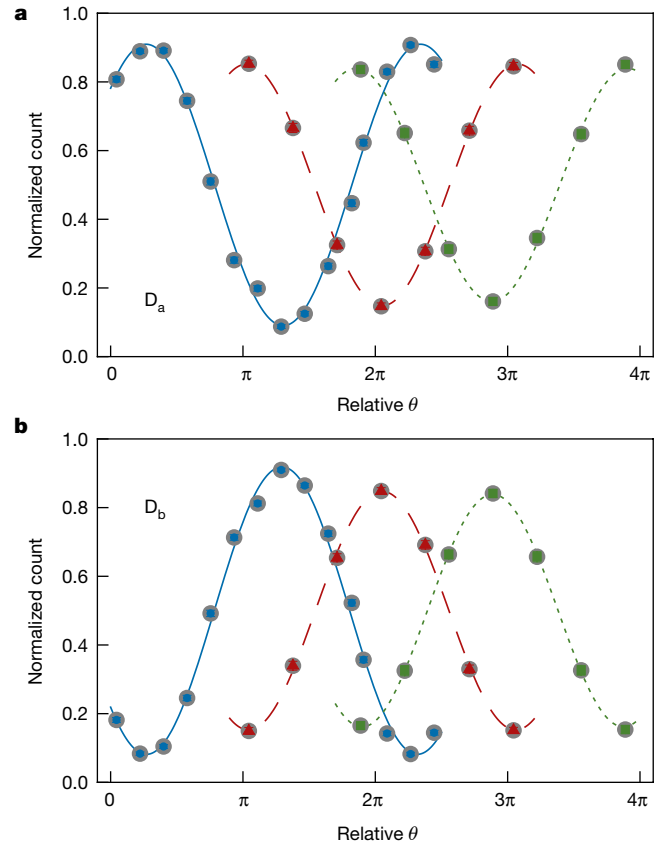 a
1.0
0.8
0.6
0.4
0.2
0.0
Normalized count
Da
0 π 2π 3π 4π
Relative θ
b
1.0
0.8
0.6
0.4
0.2
0.0
Normalized count
Db
0 π 2π 3π 4π
Relative θ